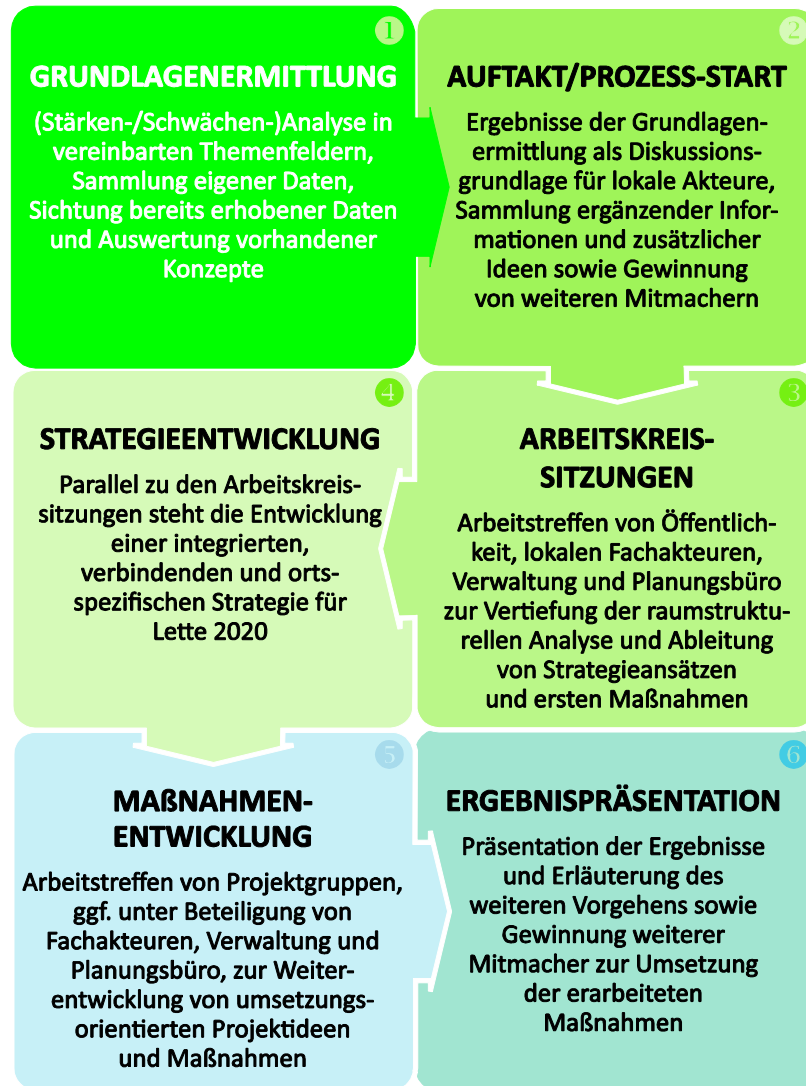 1
GRUNDLAGENERMITTLUNG
(Stärken-/Schwächen-)Analyse in
vereinbarten Themenfeldern,
Sammlung eigener Daten,
Sichtung bereits erhobener Daten
und Auswertung vorhandener
Konzepte
2
AUFTAKT/PROZESS-START
Ergebnisse der Grundlagen-
ermittlung als Diskussions-
grundlage für lokale Akteure,
Sammlung ergänzender Infor-
mationen und zusätzlicher
Ideen sowie Gewinnung
von weiteren Mitmachern
3
ARBEITSKREIS-
SITZUNGEN
Arbeitstreffen von Öffentlich-
keit, lokalen Fachakteuren,
Verwaltung und Planungsbüro
zur Vertiefung der raumstruktu-
rellen Analyse und Ableitung
von Strategieansätzen
und ersten Maßnahmen
4
STRATEGIEENTWICKLUNG
Parallel zu den Arbeitskreis-
sitzungen steht die Entwicklung
einer integrierten,
verbindenden und orts-
spezifischen Strategie für
Lette 2020
5
MAßNAHMEN-
ENTWICKLUNG
Arbeitstreffen von Projektgruppen,
ggf. unter Beteiligung von
Fachakteuren, Verwaltung und
Planungsbüro, zur Weiter-
entwicklung von umsetzungs-
orientierten Projektideen
und Maßnahmen
6
ERGEBNISPRÄSENTATION
Präsentation der Ergebnisse
und Erläuterung des
weiteren Vorgehens sowie
Gewinnung weiterer
Mitmacher zur Umsetzung
der erarbeiteten
Maßnahmen